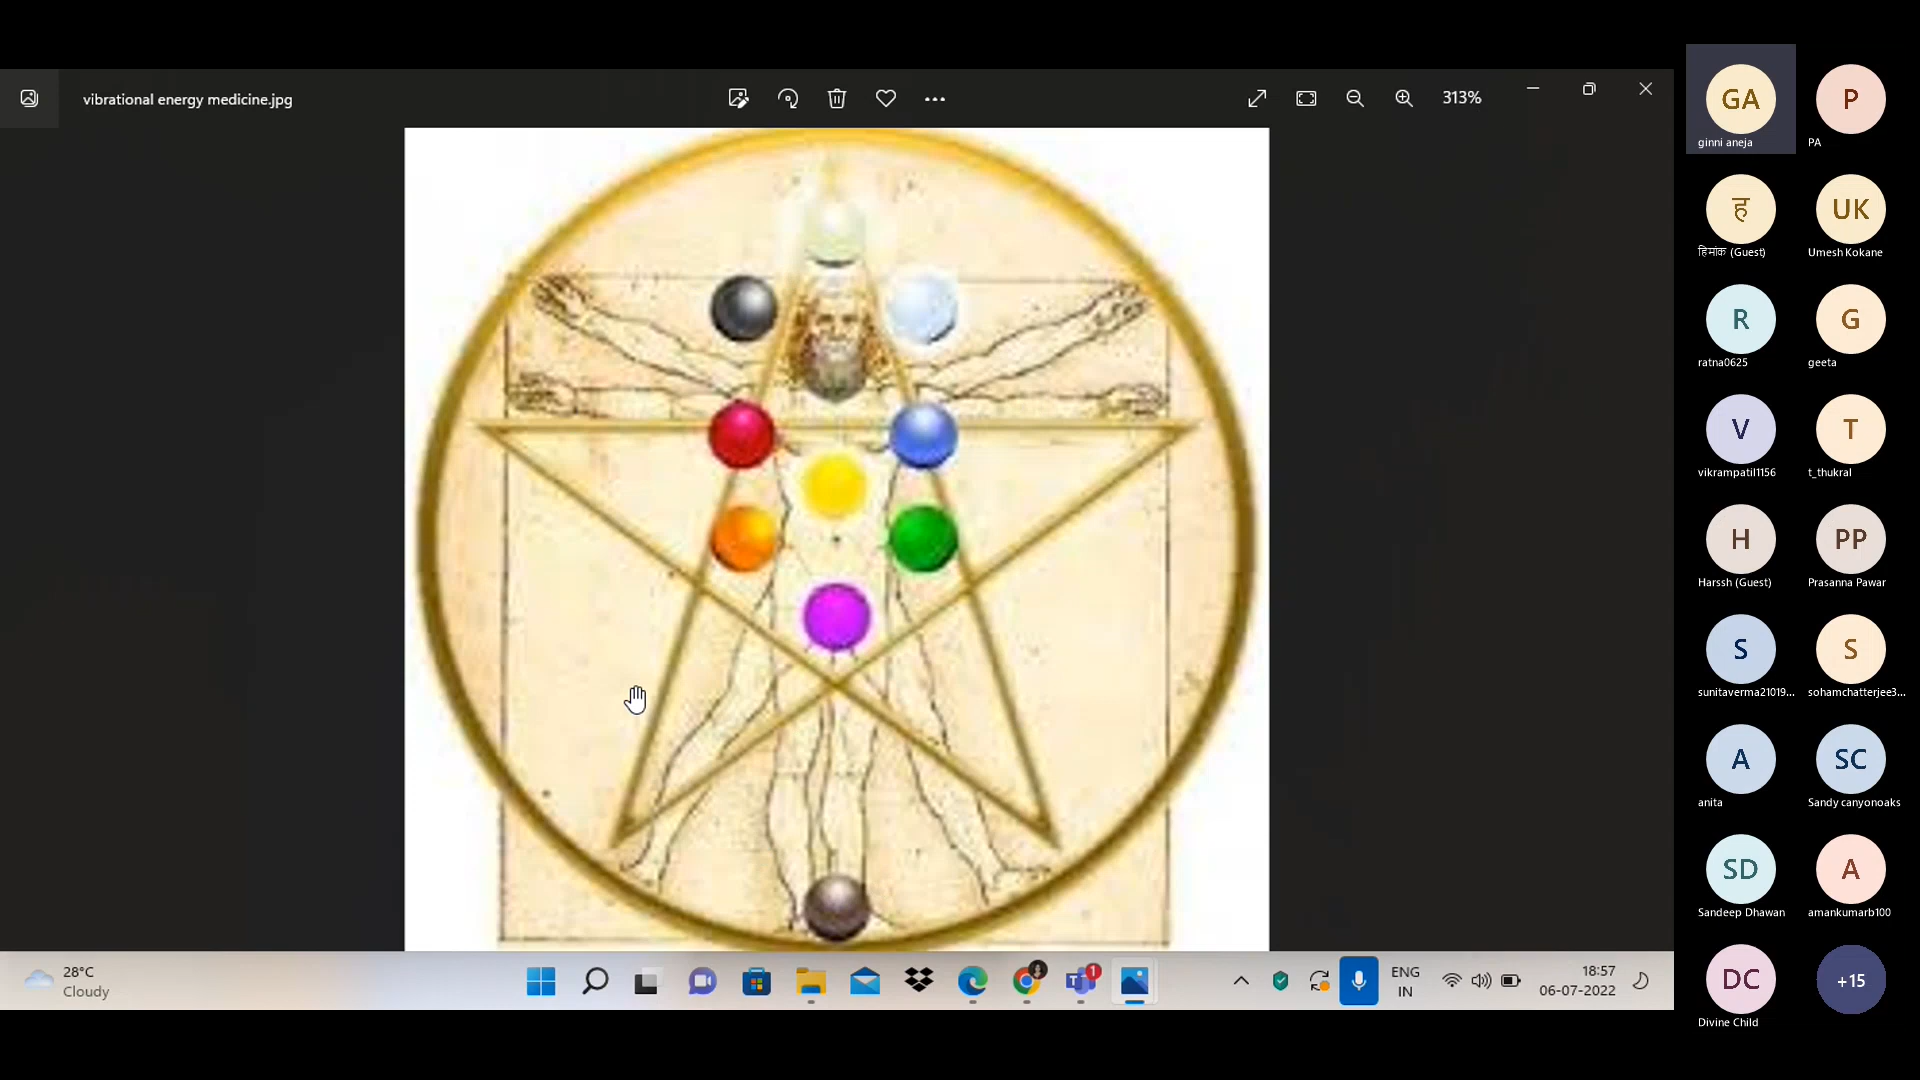 vibrational energy medicine.jpg
313%
GA
ginni aneja
P
PA
ह
हिमांक (Guest)
UK
Umesh Kokane
R
ratna0625
G
geeta
V
vikrampatil1156
T
t_thukral
H
Harssh (Guest)
PP
Prasanna Pawar
S
sunitaverma21019...
S
sohamchatterjee3...
A
anita
SC
Sandy canyonoaks
SD
Sandeep Dhawan
A
amankumarb100
DC
Divine Child
+15
28°C
Cloudy
1
ENG
IN
18:57
06-07-2022